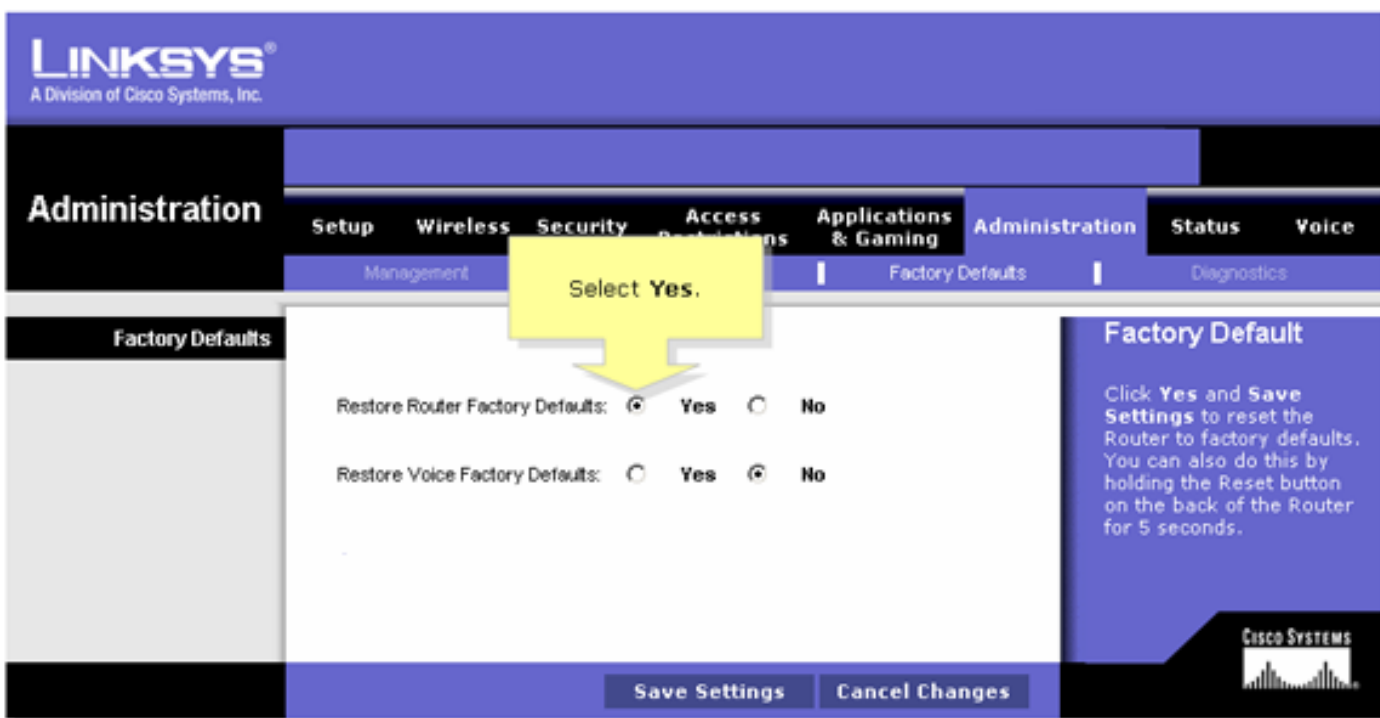 LINKSYS®
A Division of Cisco Systems, Inc.
Administration
Setup Wireless Security Access Restrictions Applications & Gaming Administration Status Voice
Management Factory Defaults Diagnostics
Select Yes.
Factory Defaults
Restore Router Factory Defaults: Yes No
Restore Voice Factory Defaults: Yes No
Factory Default
Click Yes and Save
Settings to reset the
Router to factory defaults.
You can also do this by
holding the Reset button
on the back of the Router
for 5 seconds.
CISCO SYSTEMS
Save Settings Cancel Changes